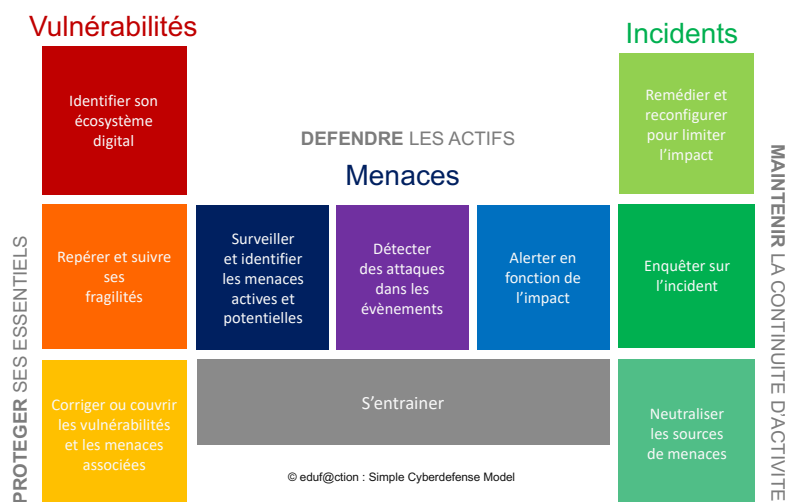 Vulnérabilités
Identifier son
écosystème
digital
Repérer et suivre
ses
fragilités
Corriger ou couvrir
les vulnérabilités
et les menaces
associées
PROTEGER SES ESSENTIELS
DEFENDRE LES ACTIFS
Menaces
Surveiller
et identifier
les menaces
actives et
potentielles
Détecter
des attaques
dans les
évènements
Alerter en
fonction de
l'impact
S'entrainer
© eduf@ction : Simple Cyberdefense Model
Incidents
Remédier et
reconfigurer
pour limiter
l'impact
Enquêter sur
l'incident
Neutraliser
les sources
de menaces
MAINTENIR LA CONTINUITE D'ACTIVITE